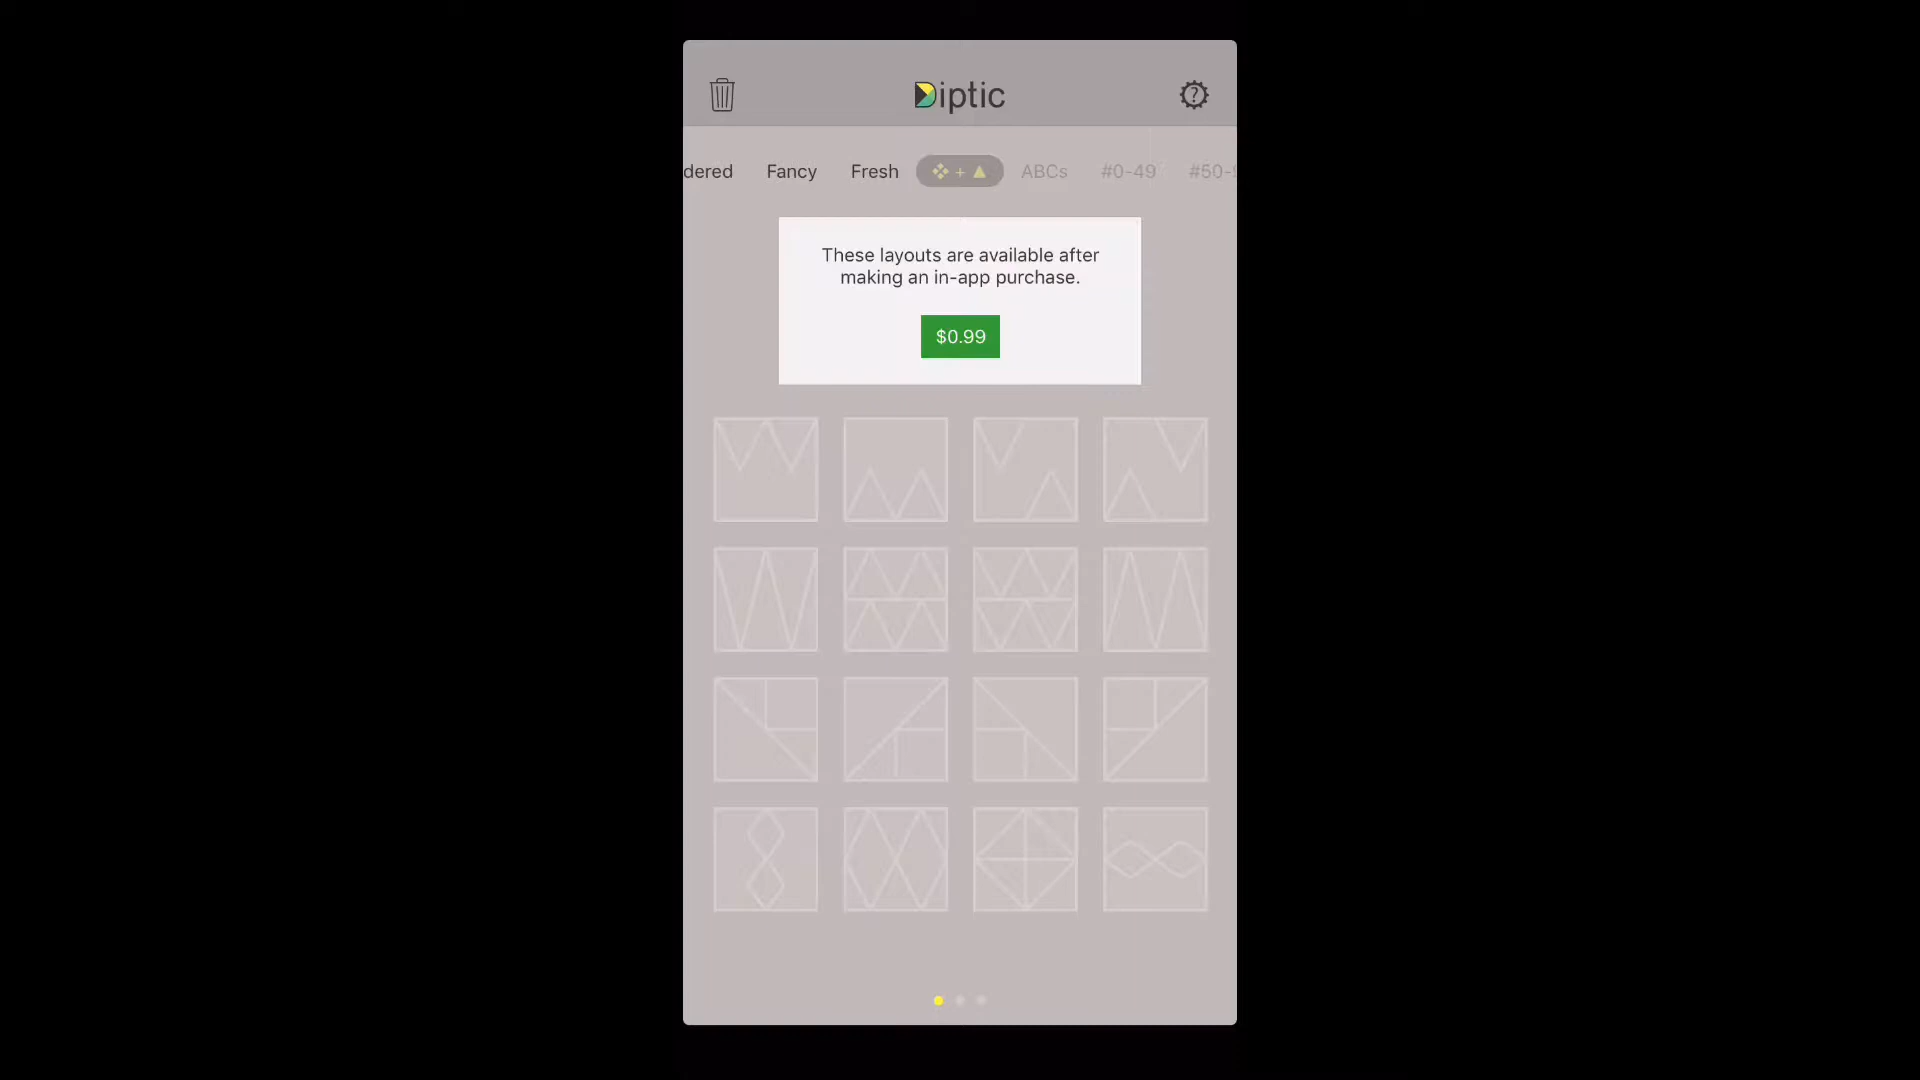 Diptic
dered Fancy Fresh + ABCs #0-49 #50-
These layouts are available after
making an in-app purchase.
$0.99